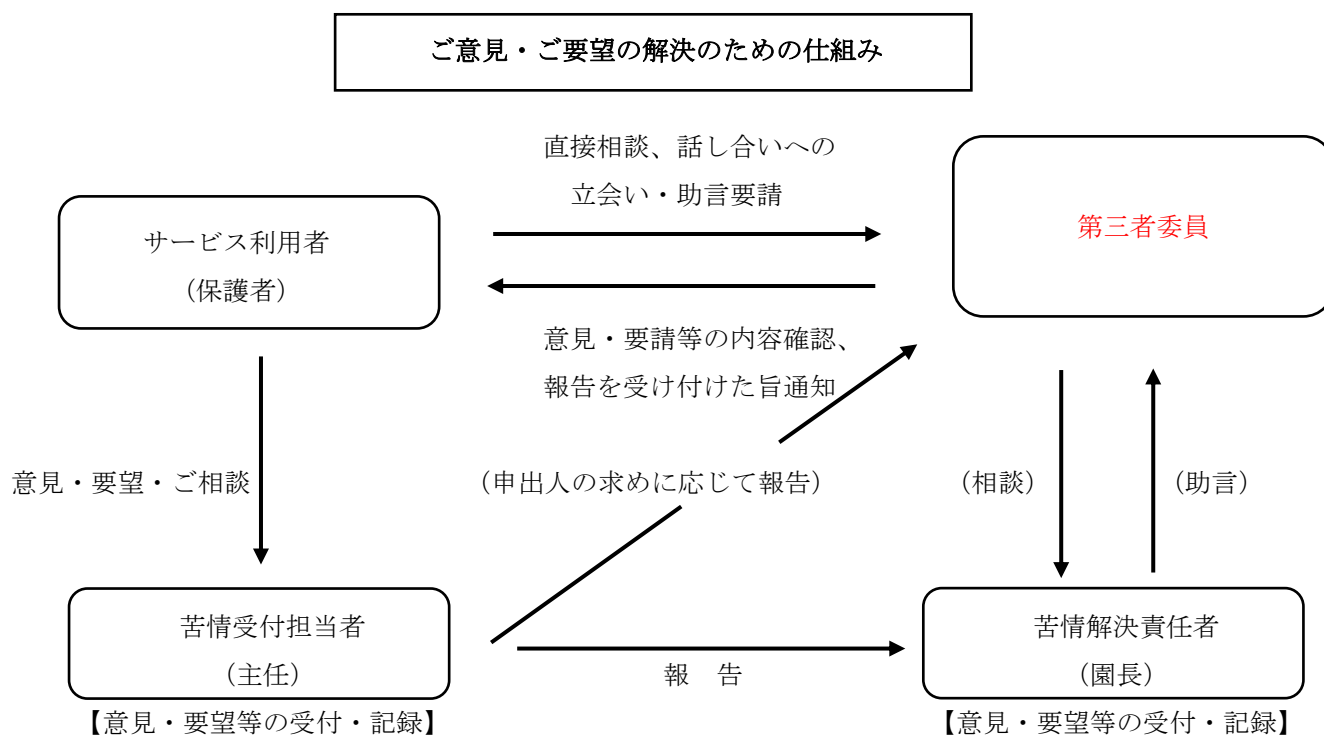 ご意見・ご要望の解決のための仕組み
直接相談、話し合いへの
立会い・助言要請
第三者委員
サービス利用者
（保護者）
意見・要請等の内容確認、
報告を受け付けた旨通知
意見・要望・ご相談
（申出人の求めに応じて報告）
（相談）
（助言）
苦情受付担当者
（主任）
苦情解決責任者
（園長）
報　告
【意見・要望等の受付・記録】
【意見・要望等の受付・記録】